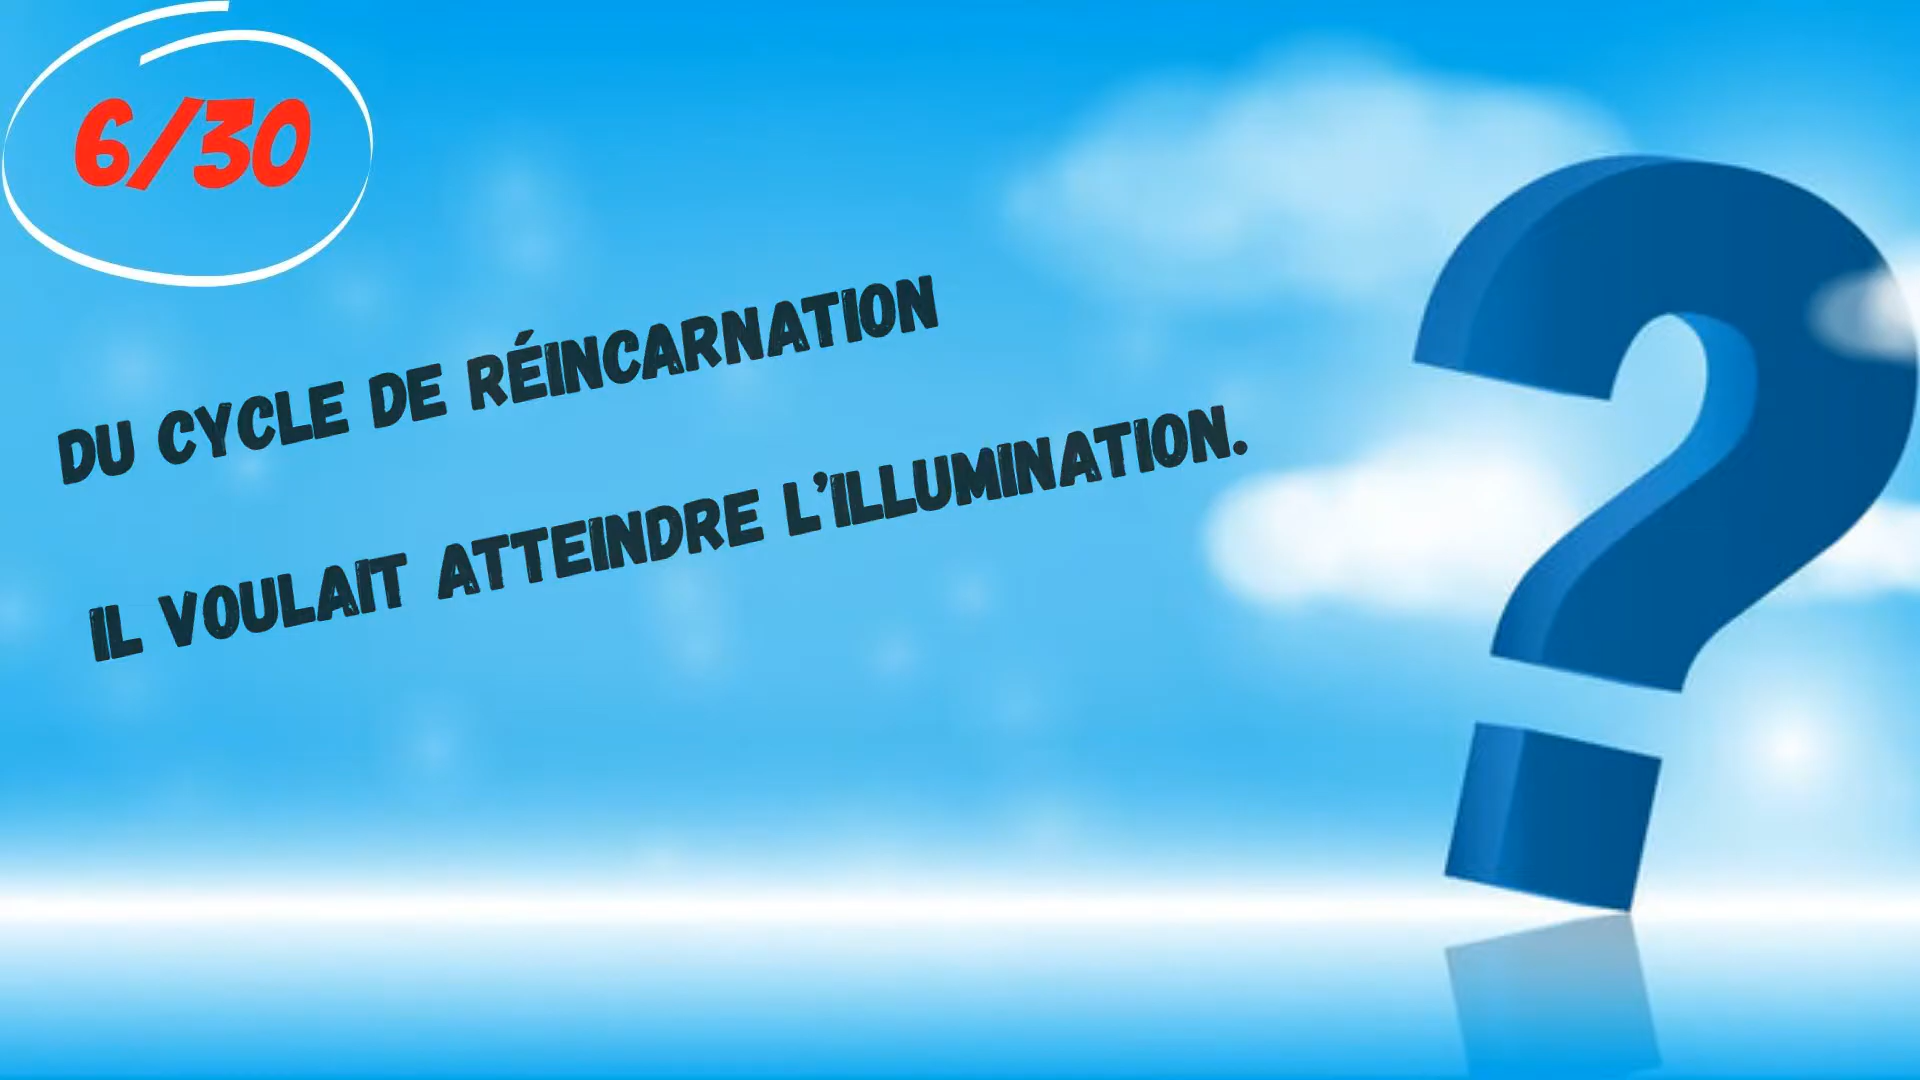 6/30
DU CYCLE DE RÉINCARNATION
IL VOULAIT ATTEINDRE L'ILLUMINATION.